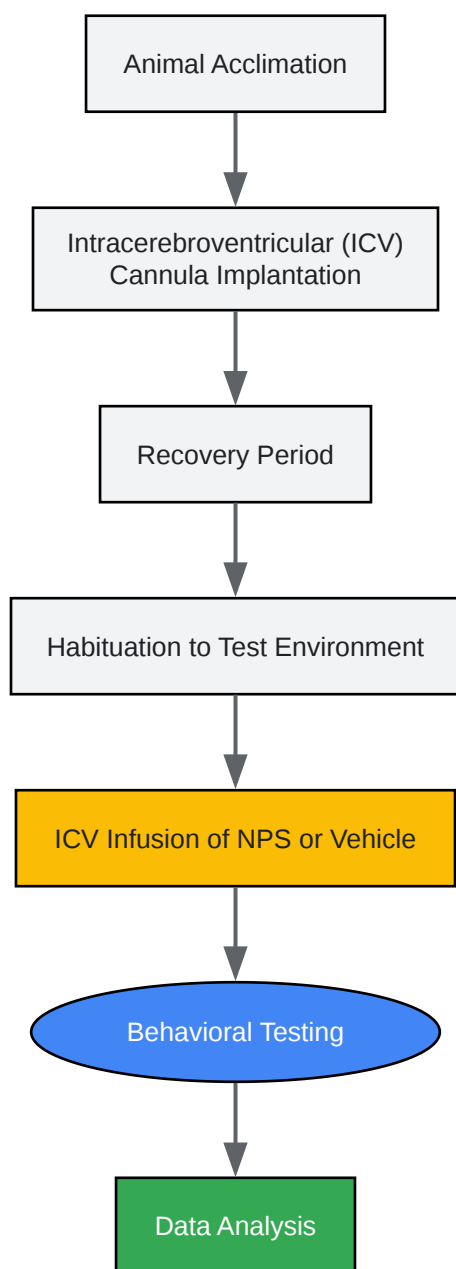 Animal Acclimation
Intracerebroventricular (ICV)
Cannula Implantation
Recovery Period
Habituation to Test Environment
ICV Infusion of NPS or Vehicle
Behavioral Testing
Data Analysis